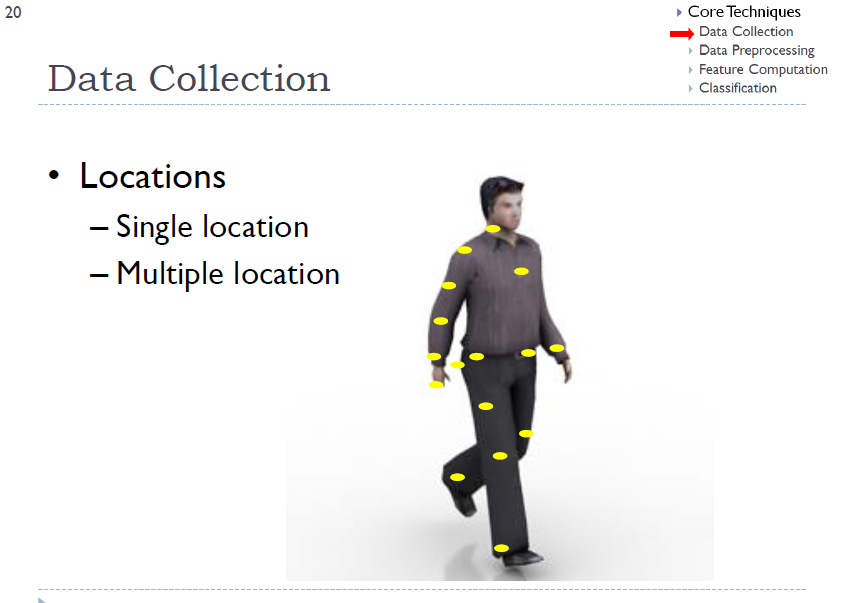 20
Core Techniques
Data Collection
Data Preprocessing
Feature Computation
Classification
Data Collection
• Locations
– Single location
– Multiple location